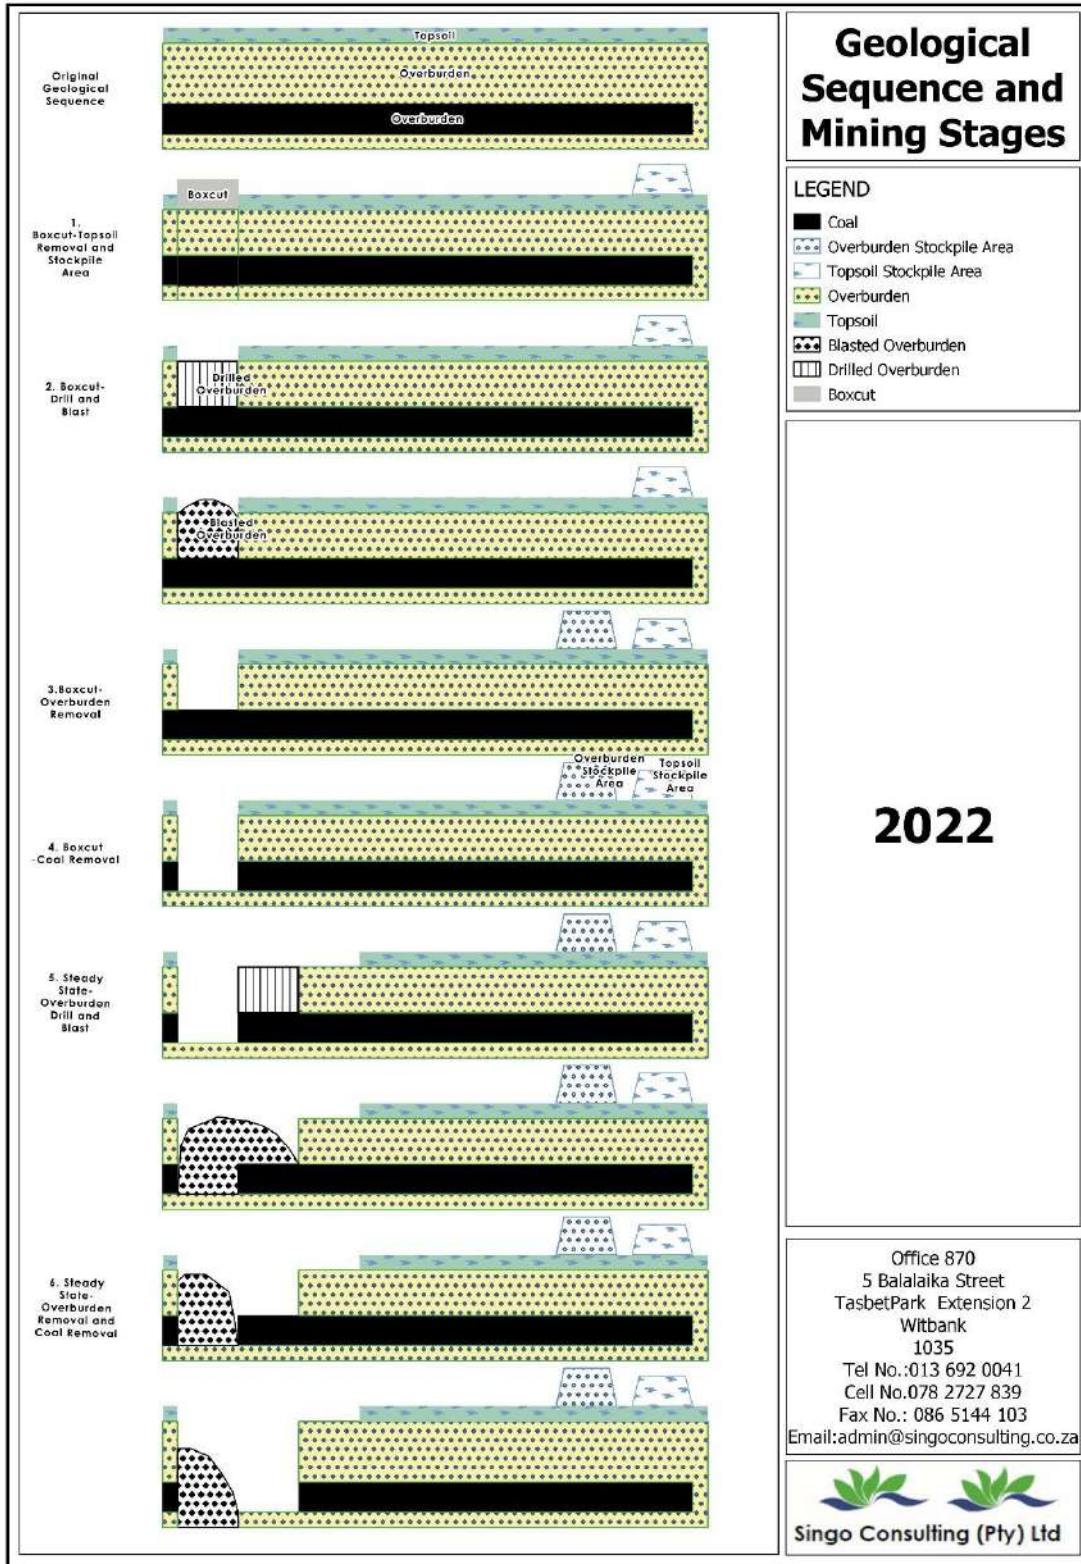 Topsoil
Overburden
Overburden
Original
Geological
Sequence
Boxcut
1.
Boxcut-Topsoil
Removal and
Stockpile
Area
2. Boxcut-
Drill and
Blast
Drilled
Overburden
Blasted
Overburden
3.Boxcut-
Overburden
Removal
Overburden
Stockpile
Area
Topsoil
Stockpile
Area
4. Boxcut
-Coal Removal
5. Steady
State-
Overburden
Drill and
Blast
6. Steady
State-
Overburden
Removal and
Coal Removal
Geological
Sequence and
Mining Stages
LEGEND
Coal
Overburden Stockpile Area
Topsoil Stockpile Area
Overburden
Topsoil
Blasted Overburden
Drilled Overburden
Boxcut
2022
Office 870
5 Balalaika Street
TasbetPark Extension 2
Witbank
1035
Tel No.:013 692 0041
Cell No.078 2727 839
Fax No.: 086 5144 103
Email:admin@singoconsulting.co.za
Singo Consulting (Pty) Ltd